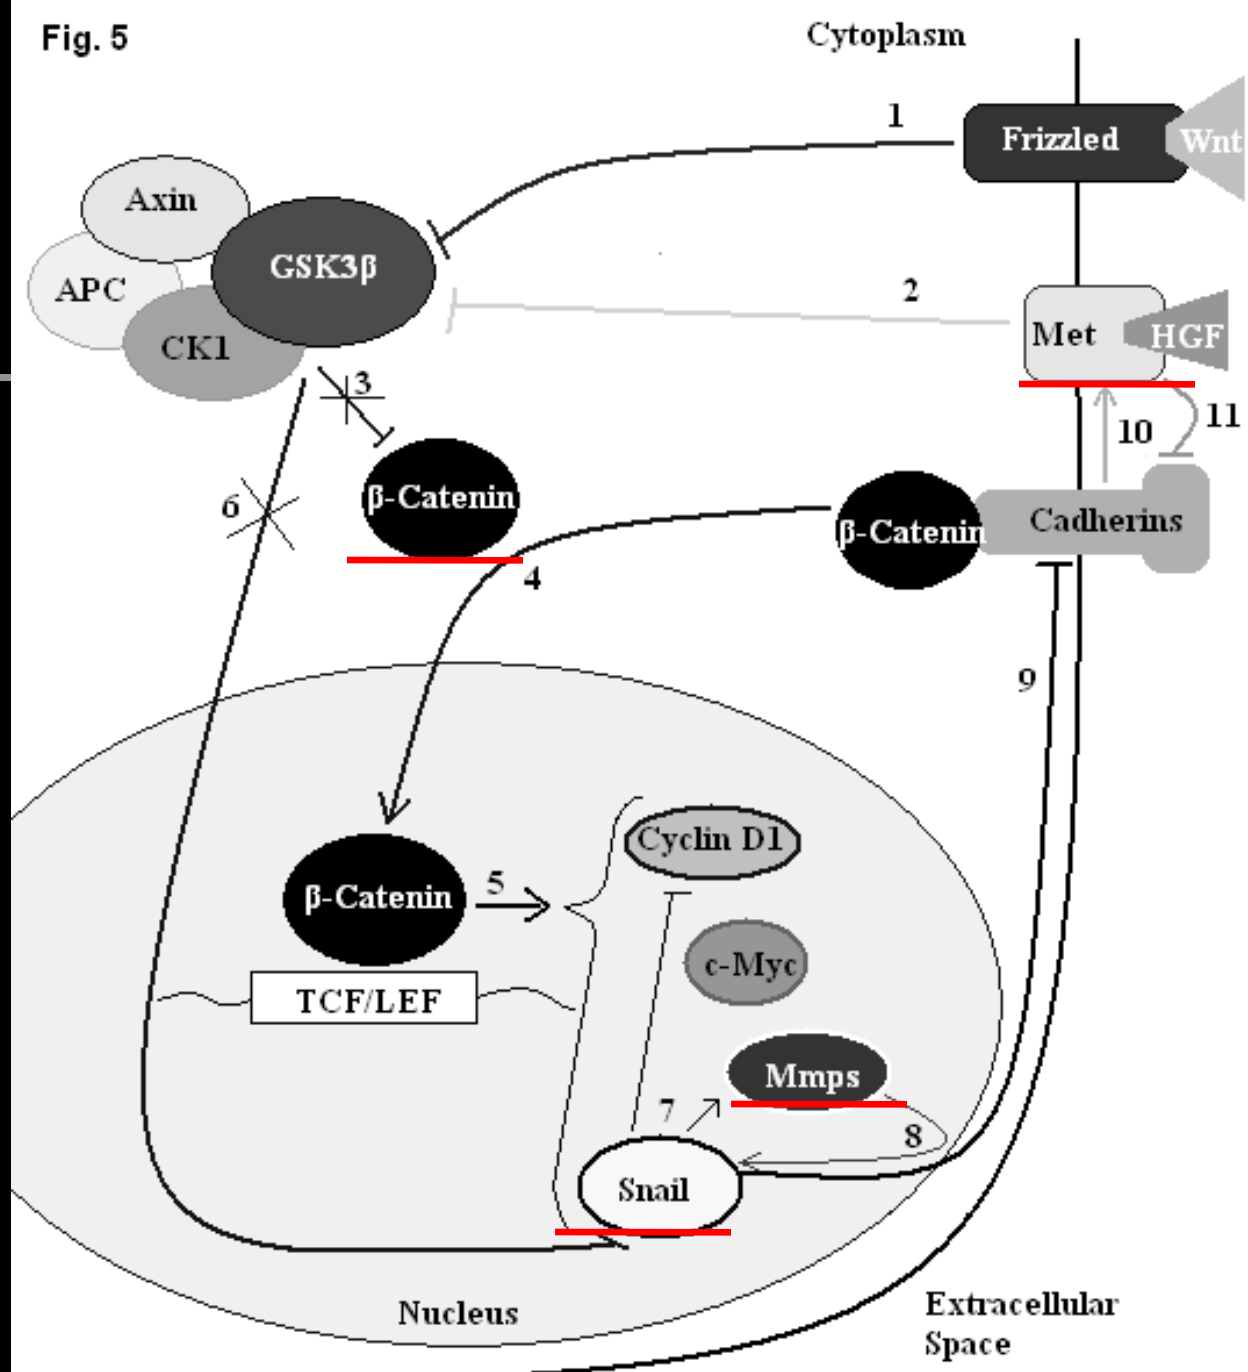 Fig. 5
Cytoplasm
1
Frizzled
Wnt
Axin
GSK3β
APC
2
CK1
Met
HGF
3
10
11
6
β-Catenin
β-Catenin
Cadherins
4
9
Cyclin D1
β-Catenin
5
c-Myc
TCF/LEF
Mmps
7
8
Snail
Nucleus
Extracellular
Space